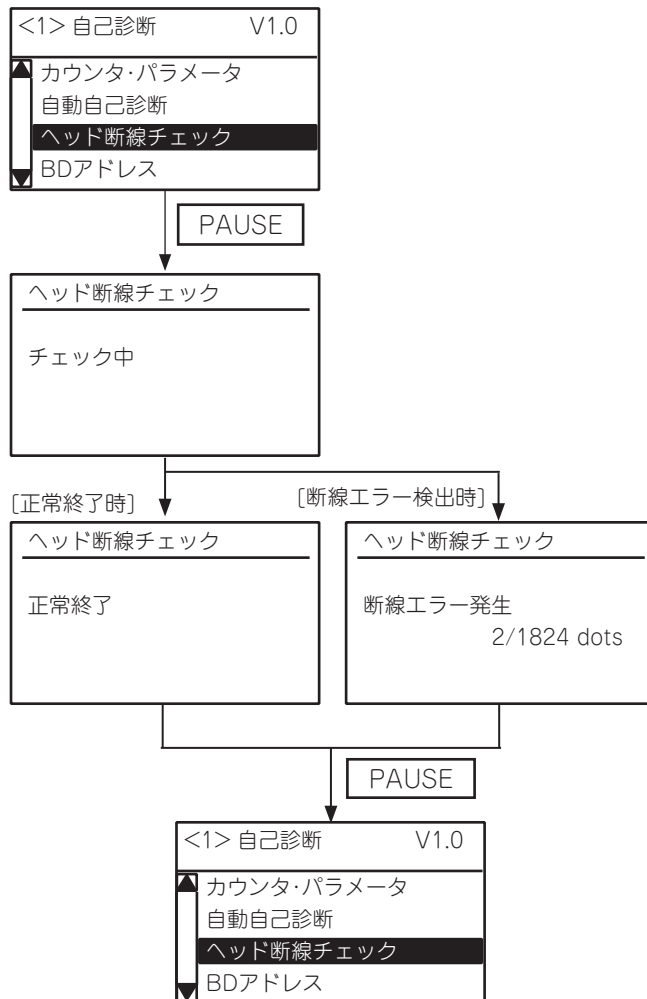 <1> 自己診断 V1.0
カウンタ･パラメータ
自動自己診断
ヘッド断線チェック
BDアドレス
PAUSE
ヘッド断線チェック
チェック中
[正常終了時]
[断線エラー検出時]
ヘッド断線チェック
正常終了
ヘッド断線チェック
断線エラー発生
2/1824 dots
PAUSE
<1> 自己診断 V1.0
カウンタ･パラメータ
自動自己診断
ヘッド断線チェック
BDアドレス